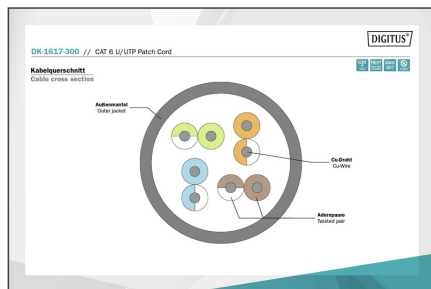 DIGITUS®
DK-1617-300 // CAT 6 U/UTP Patch Cord
Kabelquerschnitt
Cable cross section
Außenmantel
Outer jacket
Cu-Draht
Cu-Wire
Adernpaare
Twisted pair